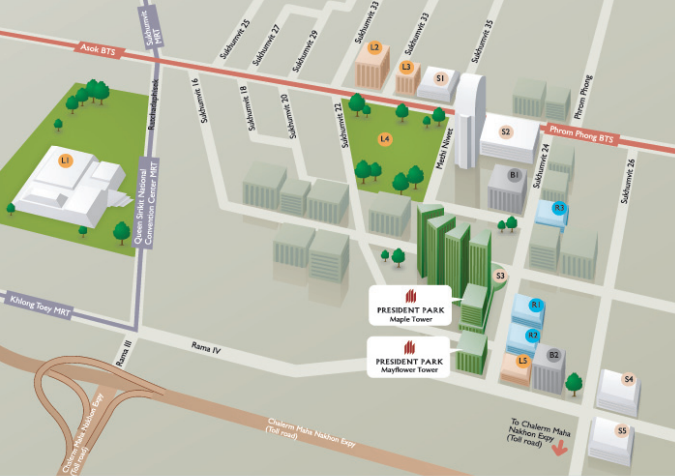 Sukhumvit MRT
Asok BTS
Ratchadaphisek
Sukhumvit 25
Sukhumvit 27
Sukhumvit 29
Sukhumvit 33
Sukhumvit 33
Sukhumvit 35
L2
L3
S1
S2
Phrom Phong
Phrom Phong BTS
Sukhumvit 16
Sukhumvit 18
Sukhumvit 20
Sukhumvit 22
L4
Methi Niwet
B1
Sukhumvit 24
Sukhumvit 26
L1
Queen Sirikit National
Convention Center MRT
R3
Khlong Toey MRT
S3
PRESIDENT PARK
Maple Tower
R1
R2
PRESIDENT PARK
Mayflower Tower
L5
B2
Rama III
Rama IV
S4
S5
Chalerm Maha Nakhon Expy
(Toll road)
Chalerm Maha Nakhon Expy
(Toll road)
To Chalerm Maha
Nakhon Expy
(Toll road)